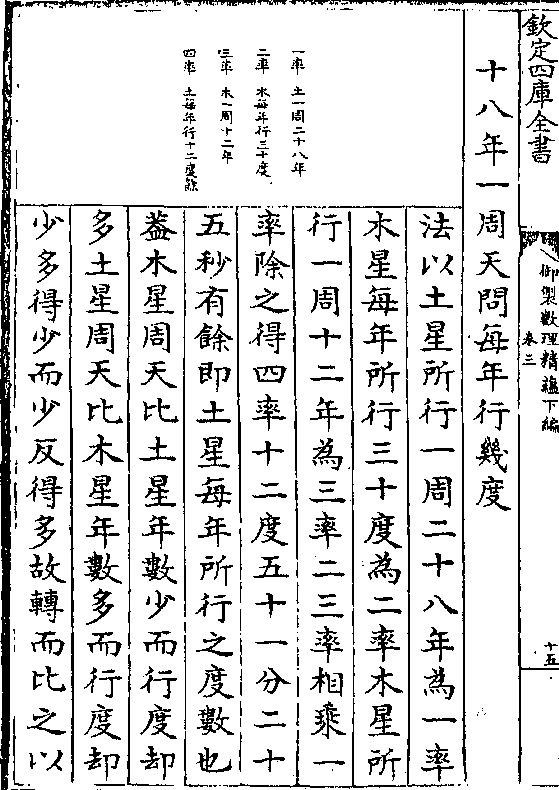 欽定四庫全書
御製數理精蘊下編
卷三
十五
十八年一周天問每年行幾度
一率　土一周二十八年
二率　木每年行三十度
三率　木一周十二年
四率　土每年行十二度餘
法以土星所行一周二十八年為一率
木星每年所行三十度為二率木星所
行一周十二年為三率二三率相乘一
率除之得四率十二度五十一分二十
五秒有餘即土星每年所行之度數也
葢木星周天比土星年數少而行度却
多土星周天比木星年數多而行度却
少多得少而少反得多故轉而比之以